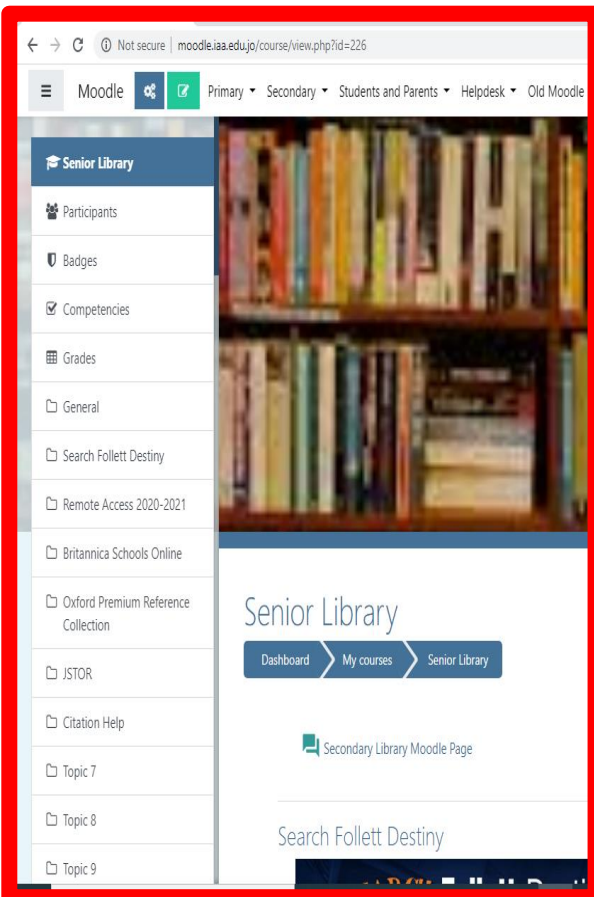 Not secure | moodle.iaa.edu.jo/course/view.php?id=226
Moodle Primary Secondary Students and Parents Helpdesk Old Moodle
Senior Library
Participants
Badges
Competencies
Grades
General
Search Follett Destiny
Remote Access 2020-2021
Britannica Schools Online
Oxford Premium Reference
Collection
JSTOR
Citation Help
Topic 7
Topic 8
Topic 9
Senior Library
Dashboard My courses Senior Library
Secondary Library Moodle Page
Search Follett Destiny